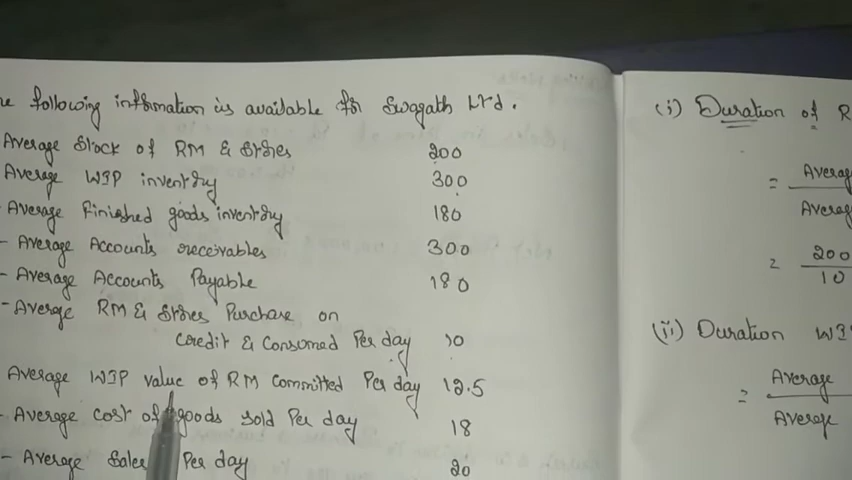 following information is available for Swagath Ltd.
Average Stock of RM & Stores 200
Average WIP inventory 300
Average Finished goods inventory 180
- Average Accounts receivables 300
- Average Accounts Payable 180
- Average RM & Stores Purchase on
credit & Consumed Per day 10
Average WIP value of RM Committed Per day 12.5
- Average cost of goods sold Per day 18
- Average Sales Per day 20
(i) Duration of R
= Average
Average
= 200
10
(ii) Duration WI
= Average
Average